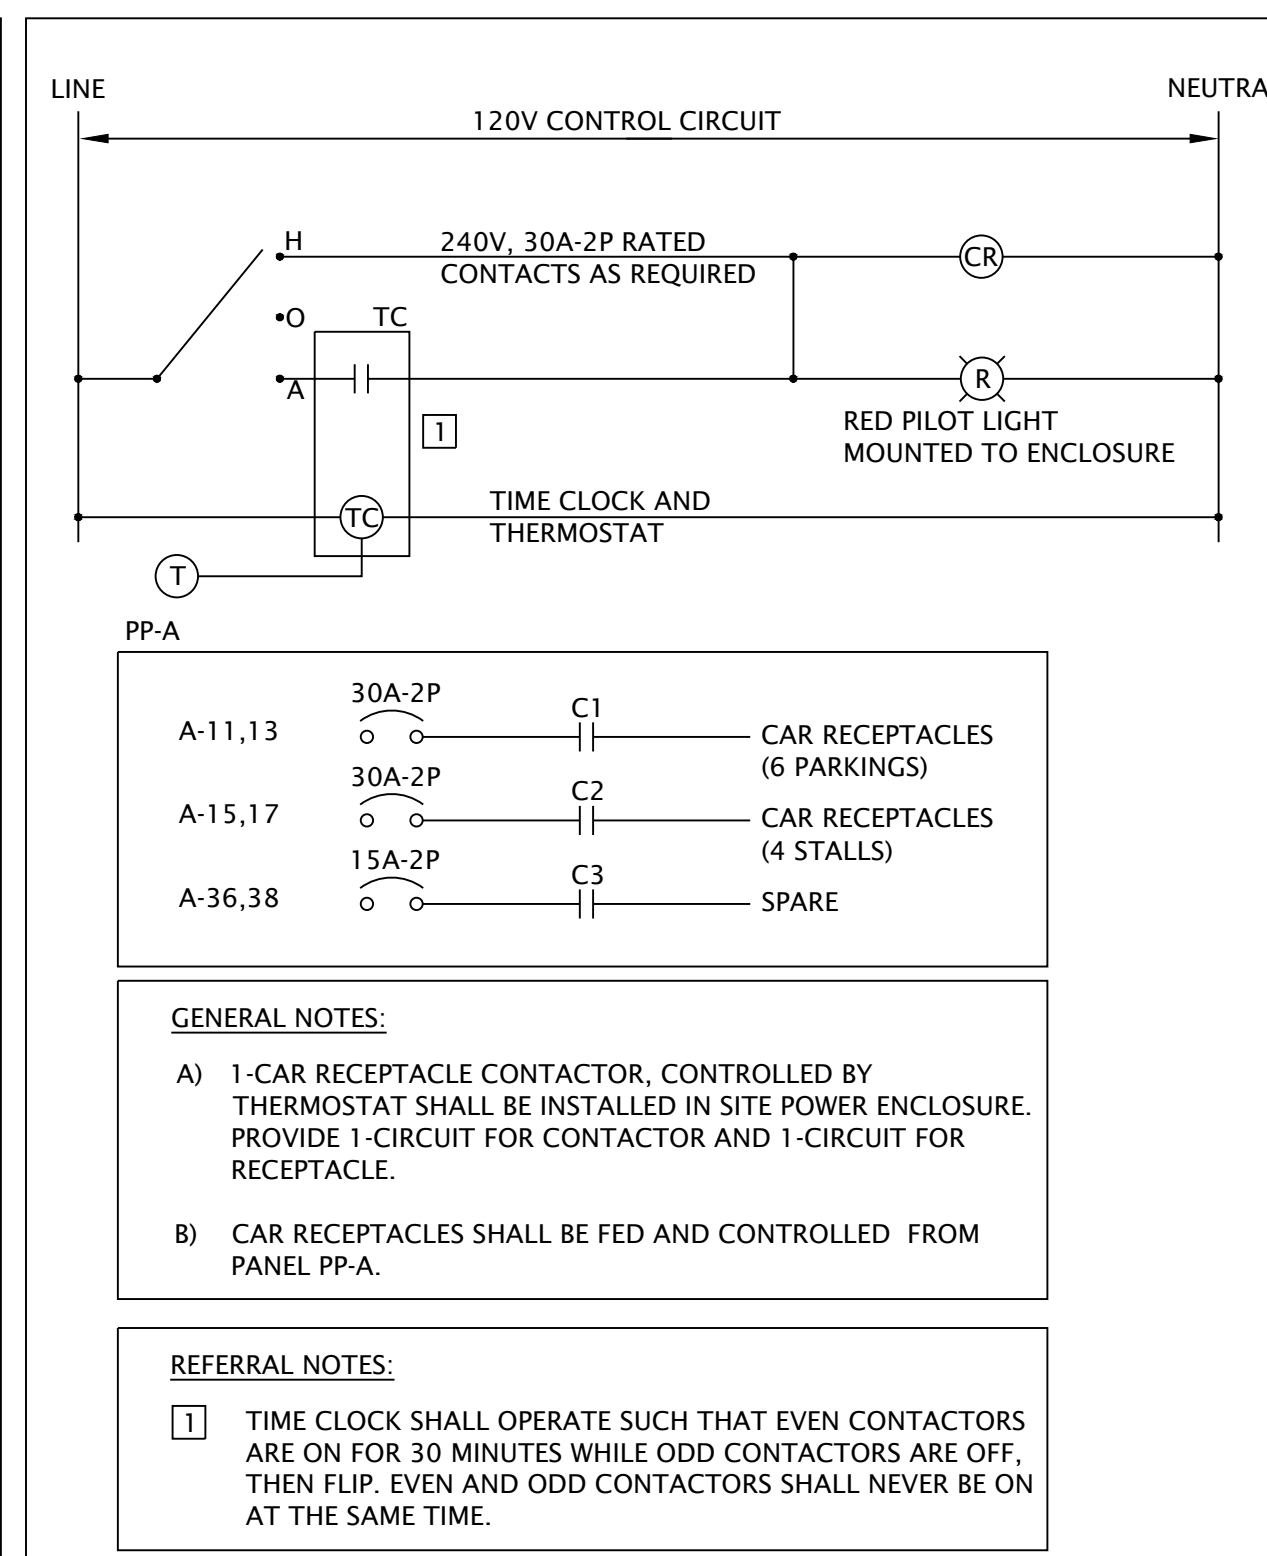 LINE
NEUTRA
120V CONTROL CIRCUIT
H
240V, 30A-2P RATED
CONTACTS AS REQUIRED
CR
O
TC
A
R
1
RED PILOT LIGHT
MOUNTED TO ENCLOSURE
TC
TIME CLOCK AND
THERMOSTAT
T
PP-A
30A-2P
A-11,13
C1
CAR RECEPTACLES
(6 PARKINGS)
30A-2P
A-15,17
C2
CAR RECEPTACLES
(4 STALLS)
15A-2P
A-36,38
C3
SPARE
GENERAL NOTES:
A) 1-CAR RECEPTACLE CONTACTOR, CONTROLLED BY
THERMOSTAT SHALL BE INSTALLED IN SITE POWER ENCLOSURE.
PROVIDE 1-CIRCUIT FOR CONTACTOR AND 1-CIRCUIT FOR
RECEPTACLE.
B) CAR RECEPTACLES SHALL BE FED AND CONTROLLED FROM
PANEL PP-A.
REFERRAL NOTES:
1 TIME CLOCK SHALL OPERATE SUCH THAT EVEN CONTACTORS
ARE ON FOR 30 MINUTES WHILE ODD CONTACTORS ARE OFF,
THEN FLIP. EVEN AND ODD CONTACTORS SHALL NEVER BE ON
AT THE SAME TIME.